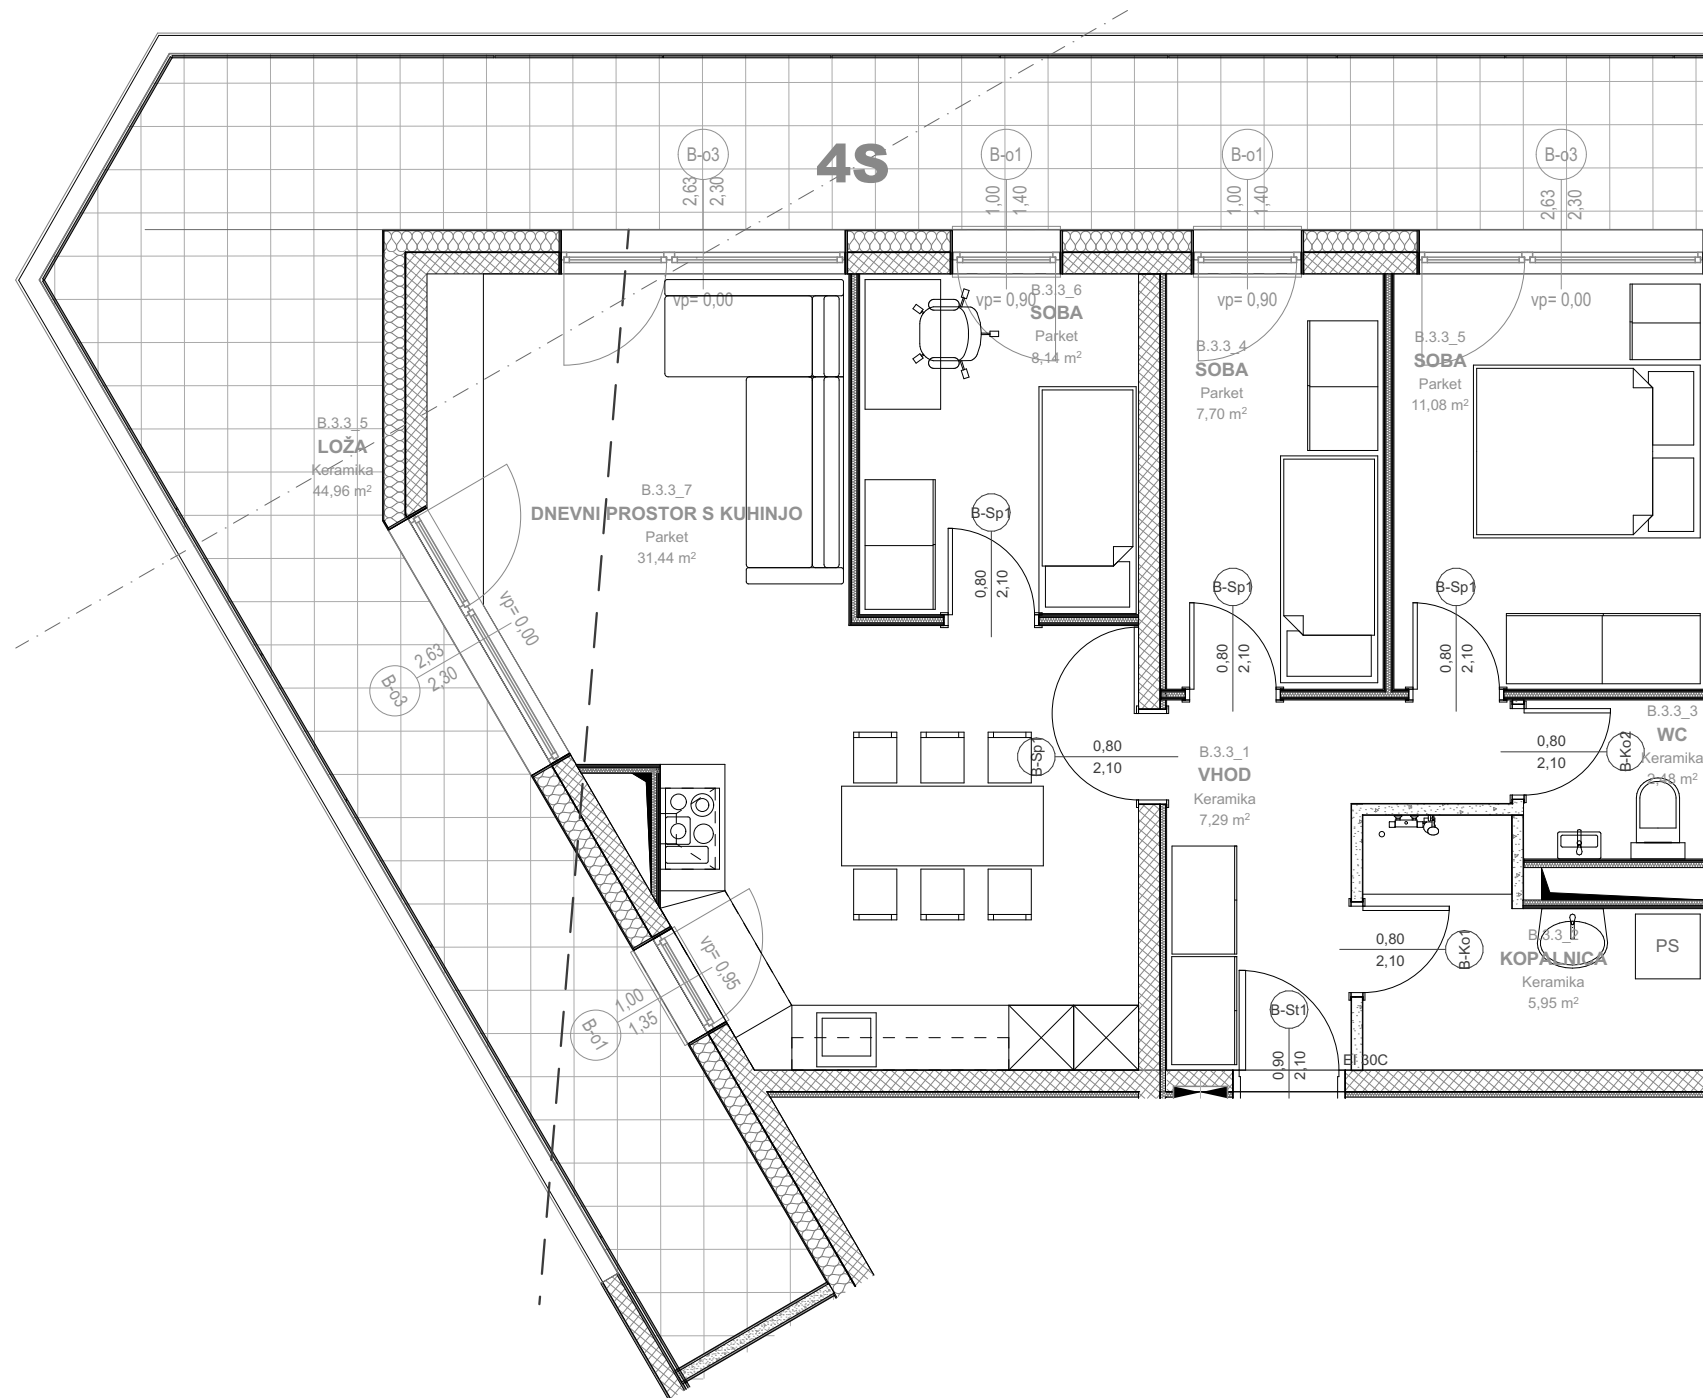 4S
B-o3
2,63
2,30
vp= 0,00
B-o1
1,00
1,40
vp= 0,90
B-o1
1,00
1,40
vp= 0,90
B-o3
2,63
2,30
vp= 0,00
B.3.3_6
SOBA
Parket
8,14 m²
B.3.3_4
SOBA
Parket
7,70 m²
B.3.3_5
SOBA
Parket
11,08 m²
B.3.3_5
LOŽA
Keramika
44,96 m²
B.3.3_7
DNEVNI PROSTOR S KUHINJO
Parket
31,44 m²
B-Sp1
0,80
2,10
B-Sp1
0,80
2,10
B-Sp1
0,80
2,10
vp= 0,00
B-o3
2,63
2,30
B-Sp1
0,80
2,10
B.3.3_1
VHOD
Keramika
7,29 m²
0,80
2,10
B-Ko2
B.3.3_3
WC
Keramika
2,48 m²
vp= 0,95
B-o1
1,00
1,35
0,80
2,10
B-Ko1
B.3.3_2
KOPALNICA
Keramika
5,95 m²
PS
B-St1
0,90
2,10
EI 30C